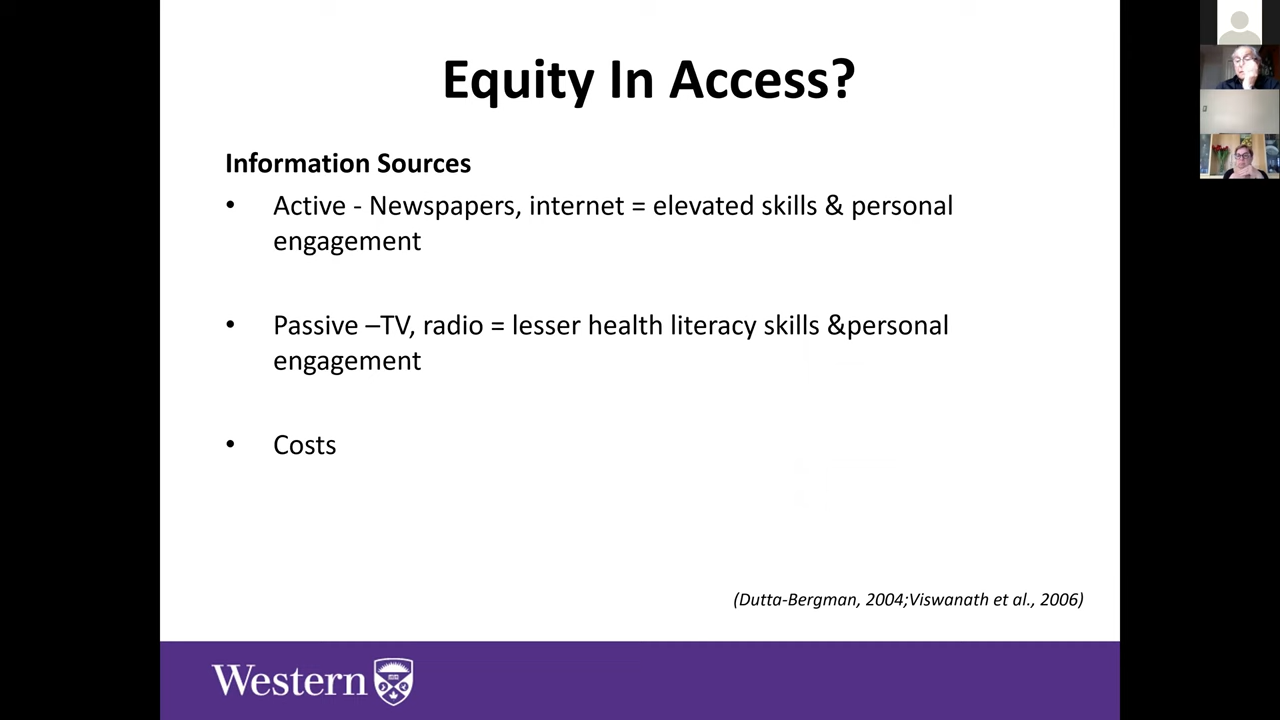 Equity In Access?
Information Sources
• Active - Newspapers, internet = elevated skills & personal
engagement
• Passive –TV, radio = lesser health literacy skills &personal
engagement
• Costs
(Dutta-Bergman, 2004;Viswanath et al., 2006)
Western